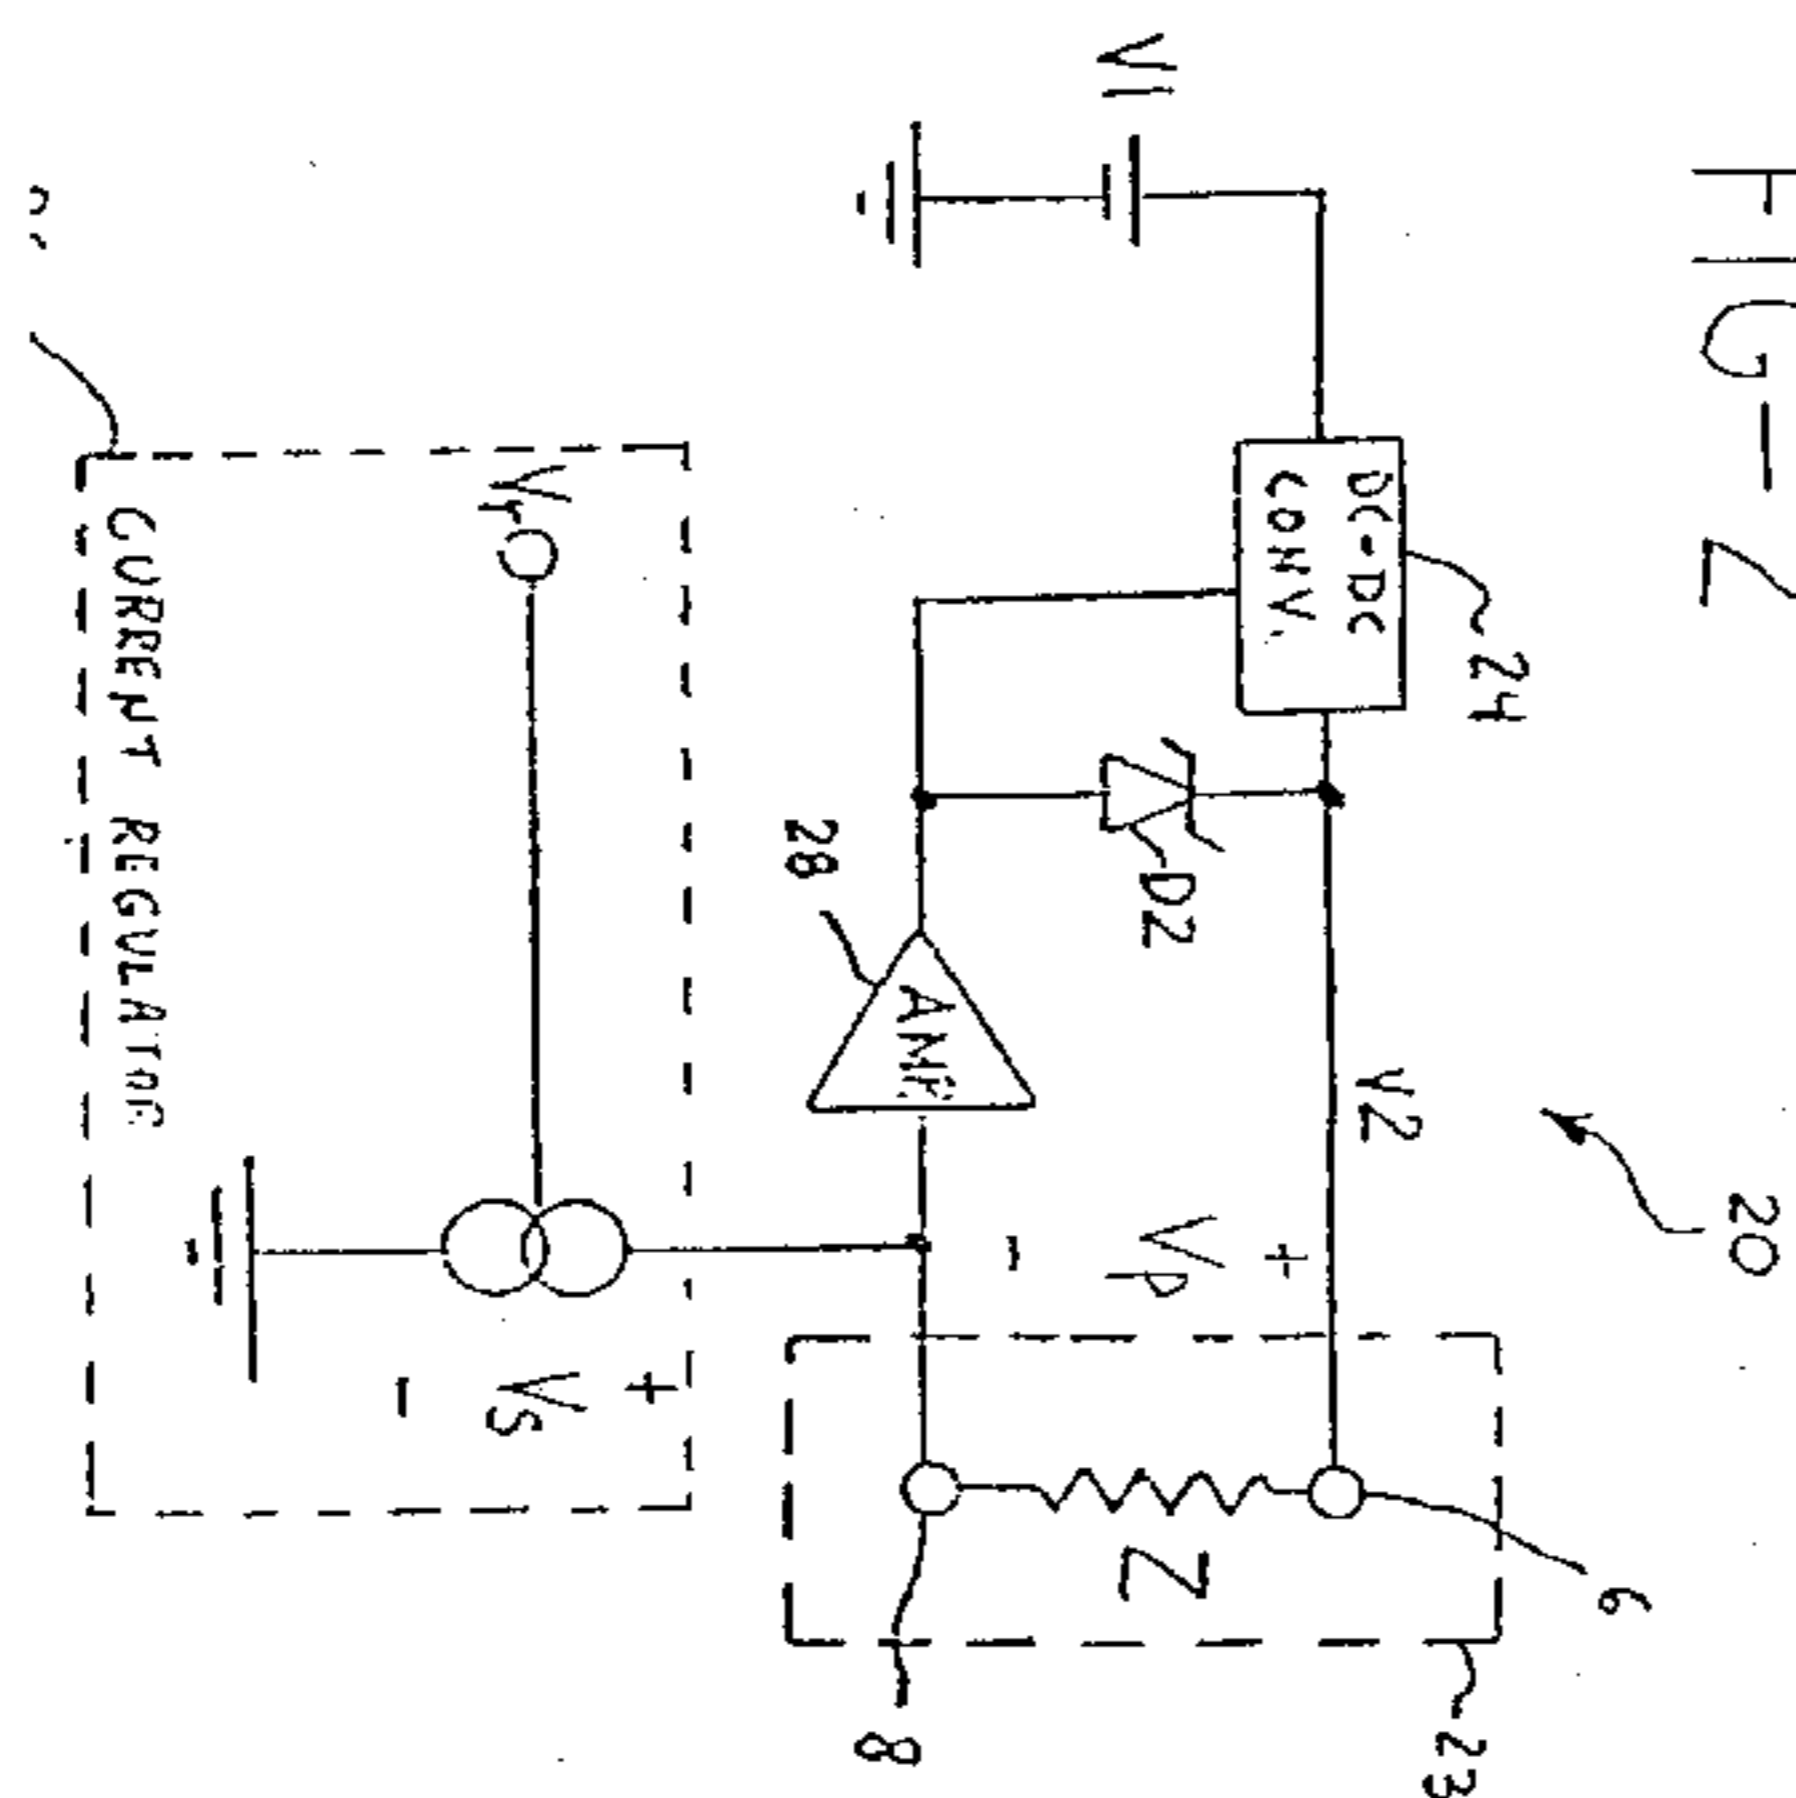 FIG-2
20
V1
DC-DC
CONV.
24
D2
V2
28
AMP.
+
VP
-
Z
6
8
23
Vr
+
VS
-
CURRENT REGULATOR